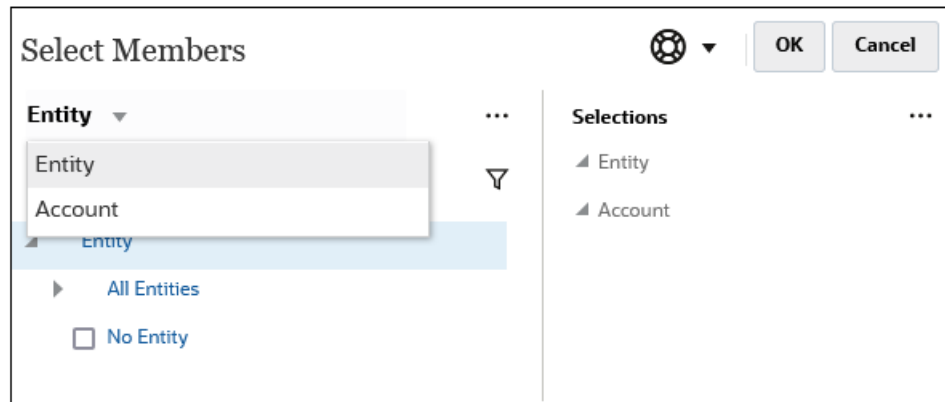 Select Members
OK
Cancel
Entity
Selections
Entity
Account
Entity
All Entities
No Entity
Entity
Account